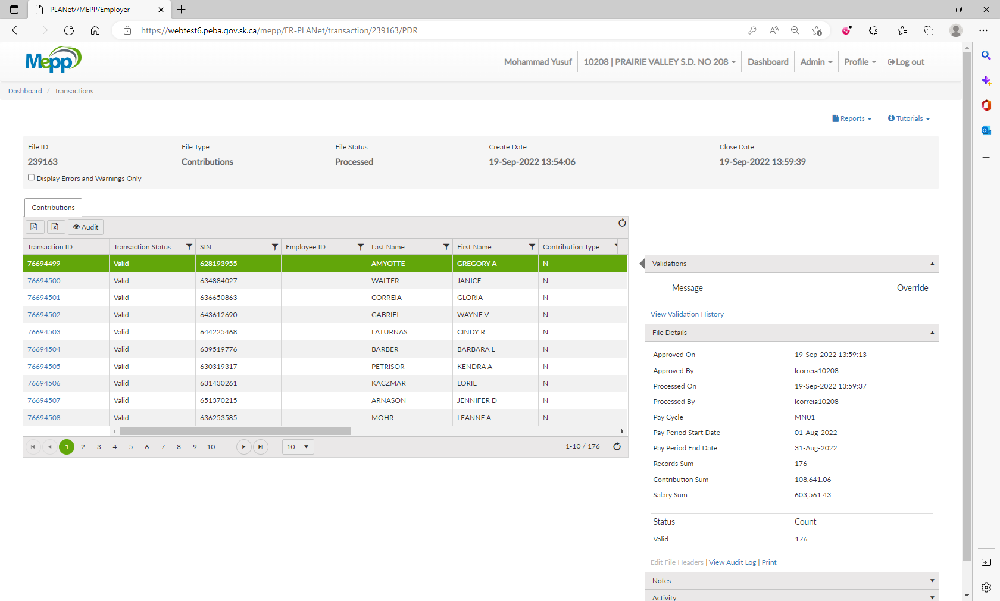 PLANet//MEPP/Employer
https://webtest6.peba.gov.sk.ca/mepp/ER-PLANet/transaction/239163/PDR
Mepp
Mohammad Yusuf 10208 | PRAIRIE VALLEY S.D. NO 208 Dashboard Admin Profile Log out
Dashboard / Transactions
Reports Tutorials
File ID File Type File Status Create Date Close Date
239163 Contributions Processed 19-Sep-2022 13:54:06 19-Sep-2022 13:59:39
Display Errors and Warnings Only
Contributions
Audit
Transaction ID Transaction Status SIN Employee ID Last Name First Name Contribution Type
76694499 Valid 628193955 AMYOTTE GREGORY A N
76694500 Valid 634884027 WALTER JANICE N
76694501 Valid 636650863 CORREIA GLORIA N
76694502 Valid 643612690 GABRIEL WAYNE V N
76694503 Valid 644225468 LATURNAS CINDY R N
76694504 Valid 639519776 BARBER BARBARA L N
76694505 Valid 630319317 PETRISOR KENDRA A N
76694506 Valid 631430261 KACZMAR LORIE N
76694507 Valid 651370215 ARNASON JENNIFER D N
76694508 Valid 636253585 MOHR LEANNE A N
1 2 3 4 5 6 7 8 9 10 ... 10 1-10 / 176
Validations
Message Override
View Validation History
File Details
Approved On 19-Sep-2022 13:59:13
Approved By lcorreia10208
Processed On 19-Sep-2022 13:59:37
Processed By lcorreia10208
Pay Cycle MN01
Pay Period Start Date 01-Aug-2022
Pay Period End Date 31-Aug-2022
Records Sum 176
Contribution Sum 108,641.06
Salary Sum 603,561.43
Status Count
Valid 176
Edit File Headers | View Audit Log | Print
Notes
Activity